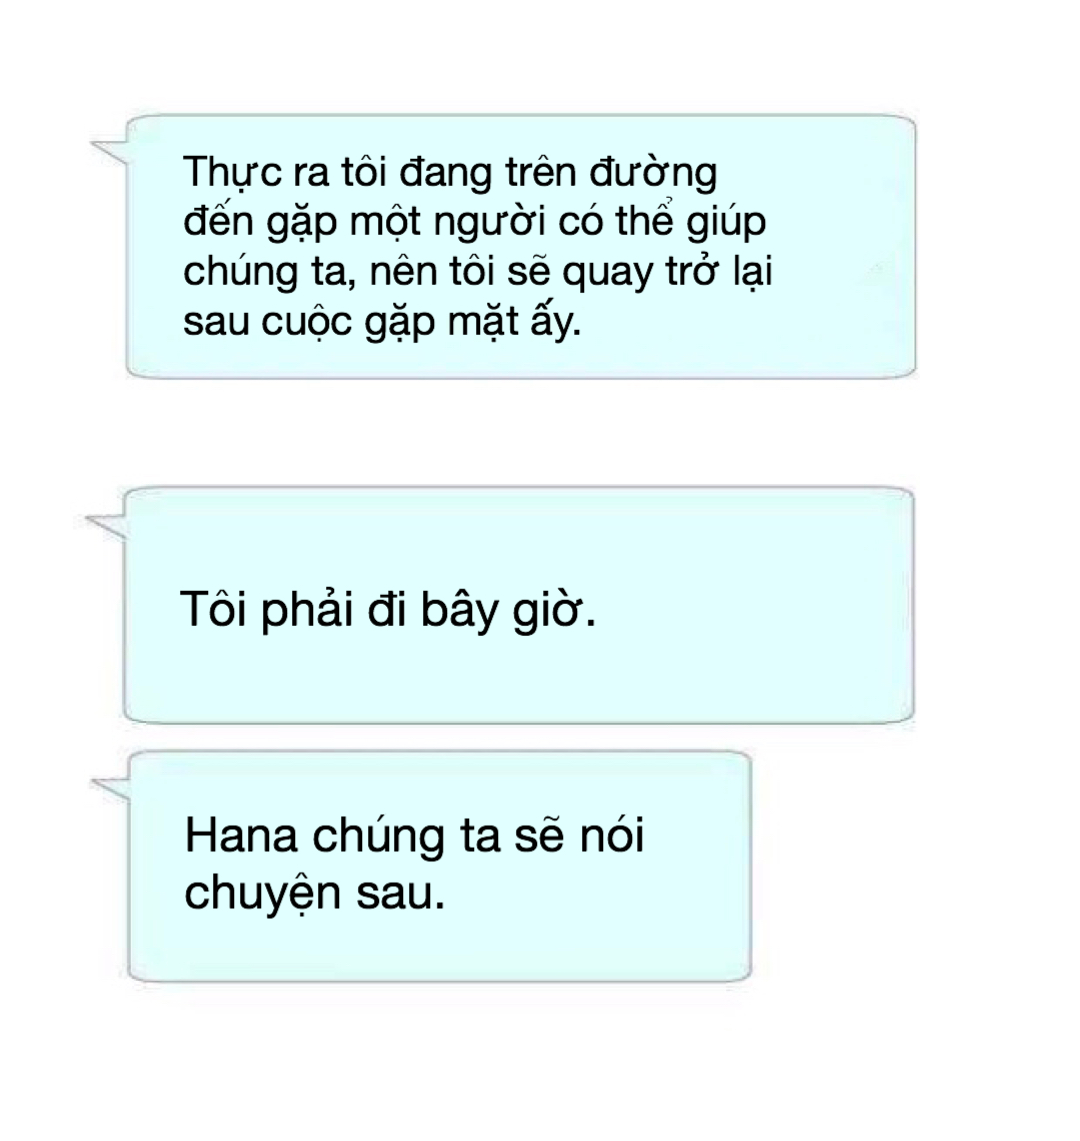 Thực ra tôi đang trên đường
đến gặp một người có thể giúp
chúng ta, nên tôi sẽ quay trở lại
sau cuộc gặp mặt ấy.
Tôi phải đi bây giờ.
Hana chúng ta sẽ nói
chuyện sau.